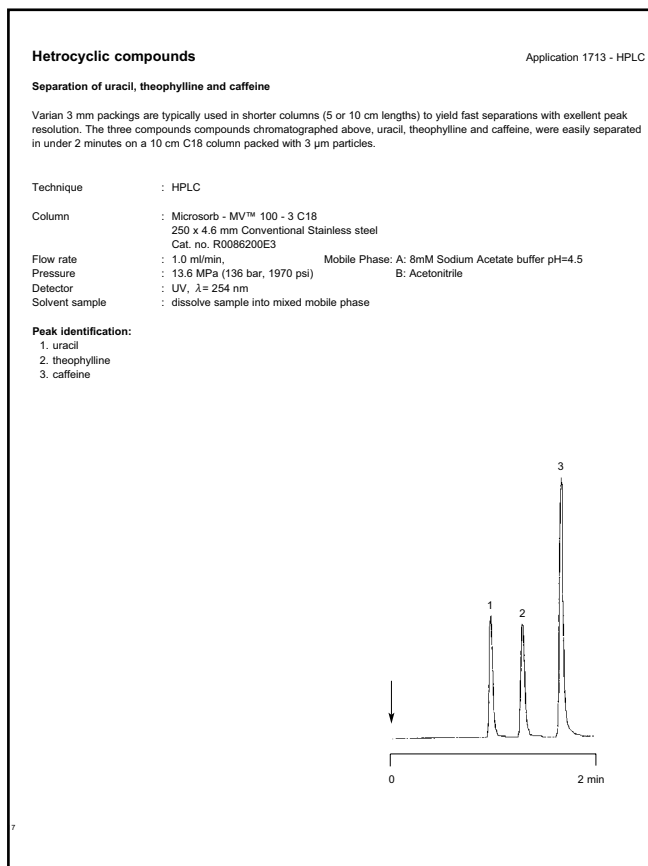 Hetrocyclic compounds
Application 1713 - HPLC
Separation of uracil, theophylline and caffeine
Varian 3 mm packings are typically used in shorter columns (5 or 10 cm lengths) to yield fast separations with exellent peak
resolution. The three compounds compounds chromatographed above, uracil, theophylline and caffeine, were easily separated
in under 2 minutes on a 10 cm C18 column packed with 3 µm particles.
Technique : HPLC
Column : Microsorb - MV™ 100 - 3 C18
250 x 4.6 mm Conventional Stainless steel
Cat. no. R0086200E3
Flow rate : 1.0 ml/min, Mobile Phase: A: 8mM Sodium Acetate buffer pH=4.5
Pressure : 13.6 MPa (136 bar, 1970 psi) B: Acetonitrile
Detector : UV, λ= 254 nm
Solvent sample : dissolve sample into mixed mobile phase
Peak identification:
1. uracil
2. theophylline
3. caffeine
3
1
2
0 2 min
7